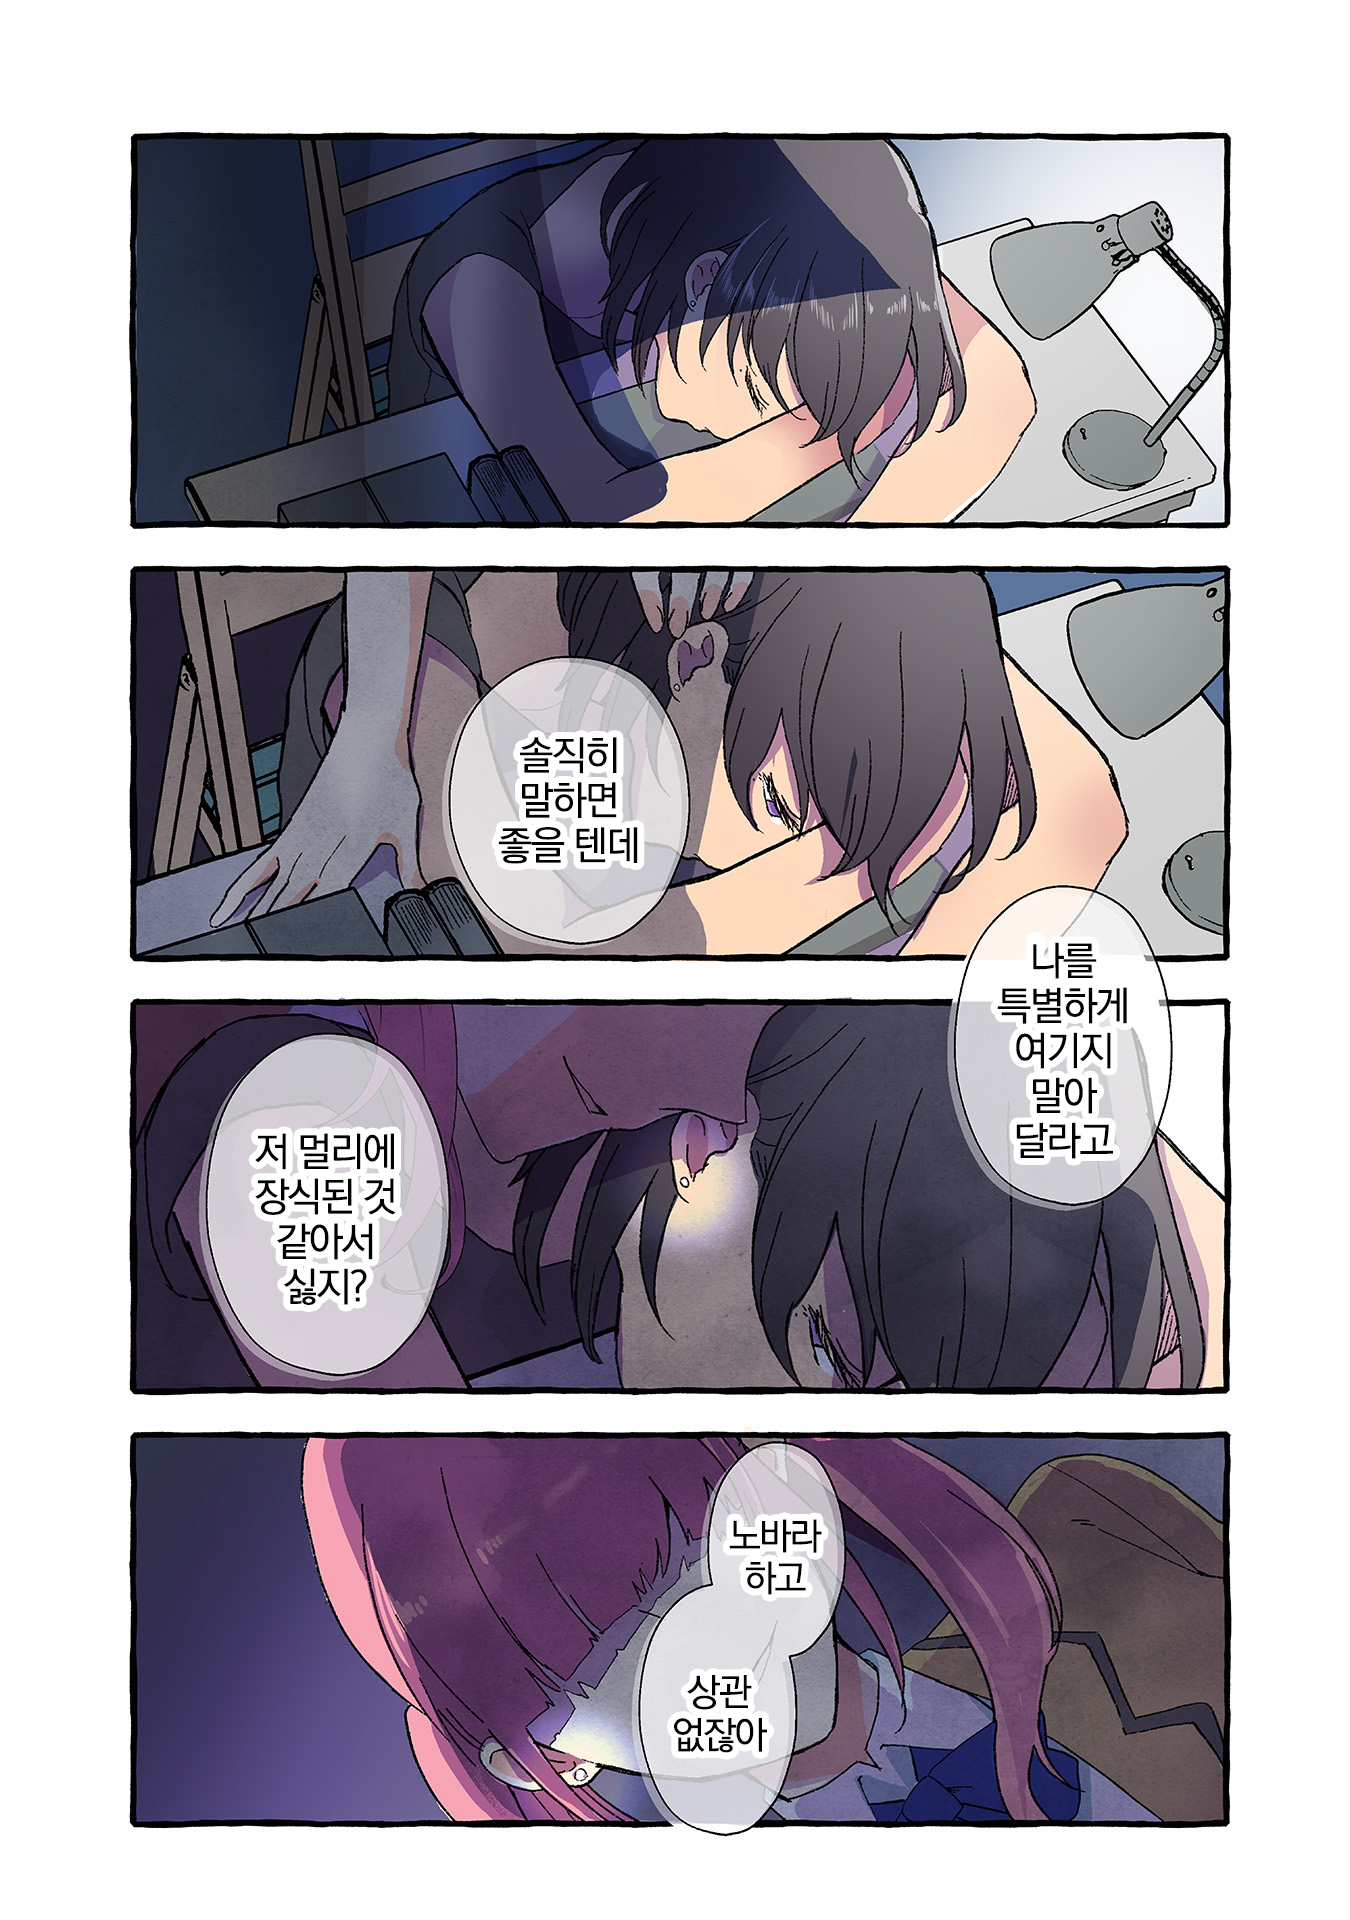 솔직히
말하면
좋을 텐데
나를
특별하게
여기지
말아
달라고
저 멀리에
장식된 것
같아서
싫지?
노바라
하고
상관
없잖아